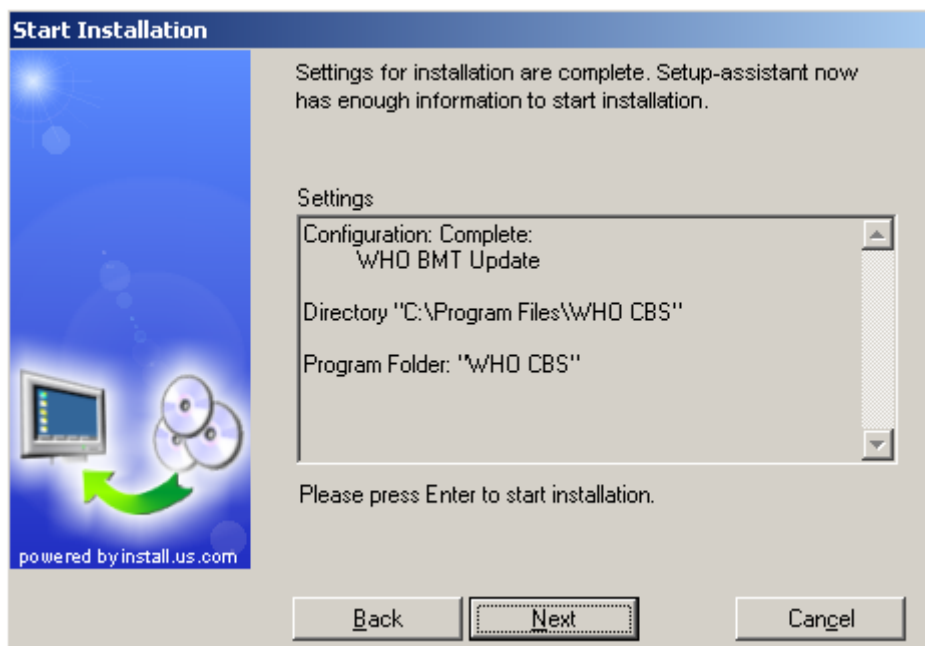 Start Installation
Settings for installation are complete. Setup-assistant now
has enough information to start installation.
Settings
Configuration: Complete:
WHO BMT Update
Directory "C:\Program Files\WHO CBS"
Program Folder: "WHO CBS"
Please press Enter to start installation.
powered by install.us.com
Back
Next
Cancel